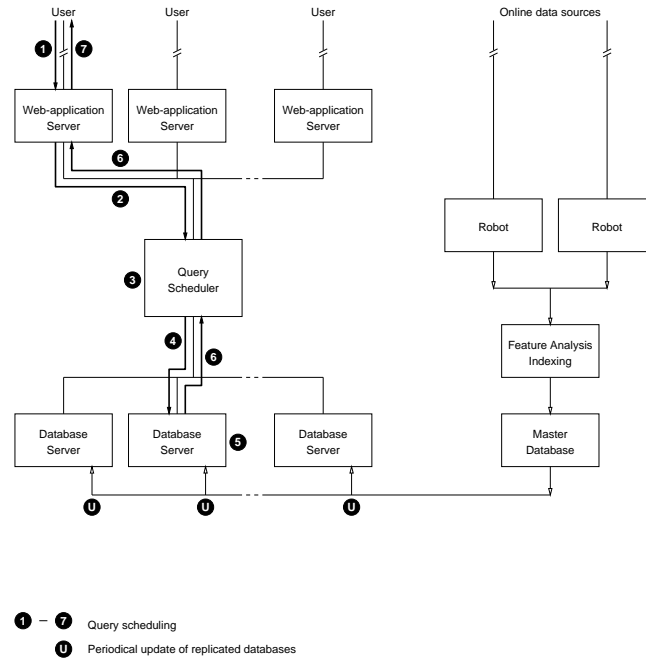 User
User
User
Online data sources
1
7
Web-application
Server
Web-application
Server
Web-application
Server
6
2
Robot
Robot
3
Query
Scheduler
4
6
Feature Analysis
Indexing
Database
Server
Database
Server
5
Database
Server
Master
Database
U
U
U
1 – 7 Query scheduling
U Periodical update of replicated databases